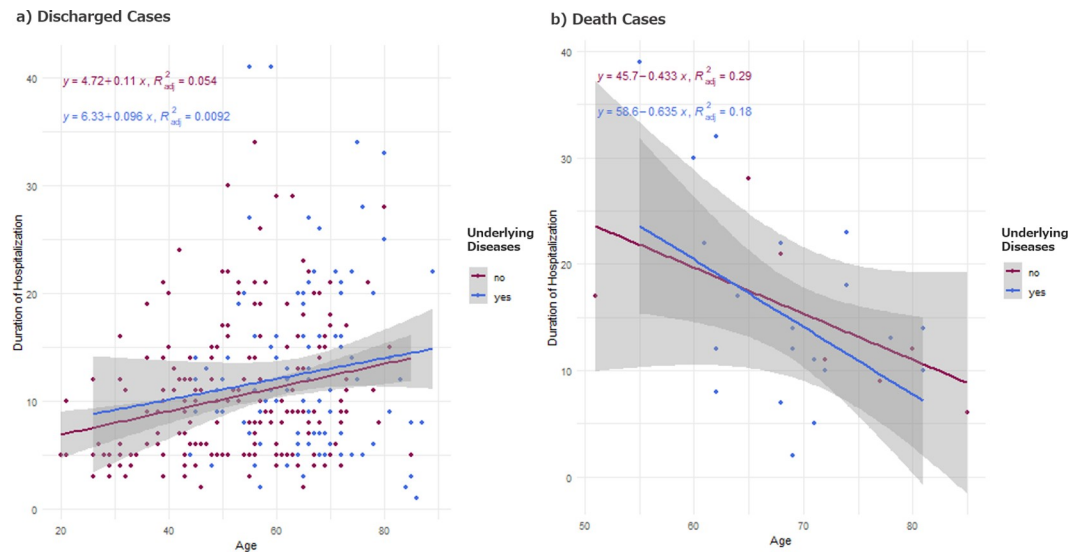 a) Discharged Cases
y = 4.72+0.11 x, R²adj = 0.054
y = 6.33+0.096 x, R²adj = 0.0092
40
30
20
10
0
Duration of Hospitalization
20
40
60
80
Age
Underlying
Diseases
no
yes
b) Death Cases
y = 45.7−0.433 x, R²adj = 0.29
y = 58.6−0.635 x, R²adj = 0.18
40
30
20
10
0
Duration of Hospitalization
50
60
70
80
Age
Underlying
Diseases
no
yes